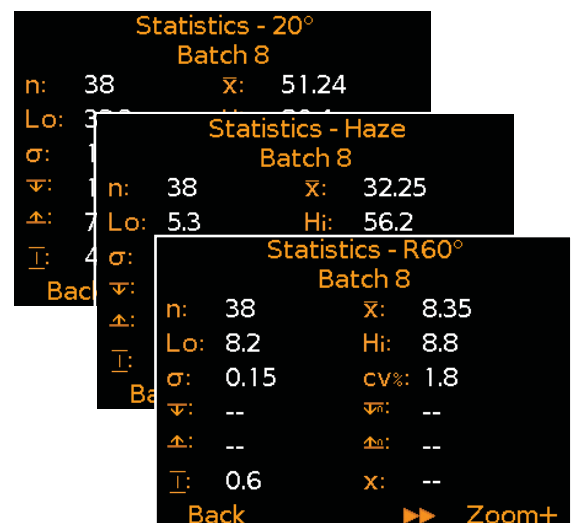 Statistics - 20°
Batch 8
n: 38 x̅: 51.24
Lo:
σ:
↧:
↥:
Statistics - Haze
Batch 8
n: 38 x̅: 32.25
Lo: 5.3 Hi: 56.2
σ:
↧:
↥:
Statistics - R60°
Batch 8
n: 38 x̅: 8.35
Lo: 8.2 Hi: 8.8
σ: 0.15 cv%: 1.8
↧: -- ↧n: --
↥: -- ↥n: --
I: 0.6 x: --
Back ▶▶ Zoom+